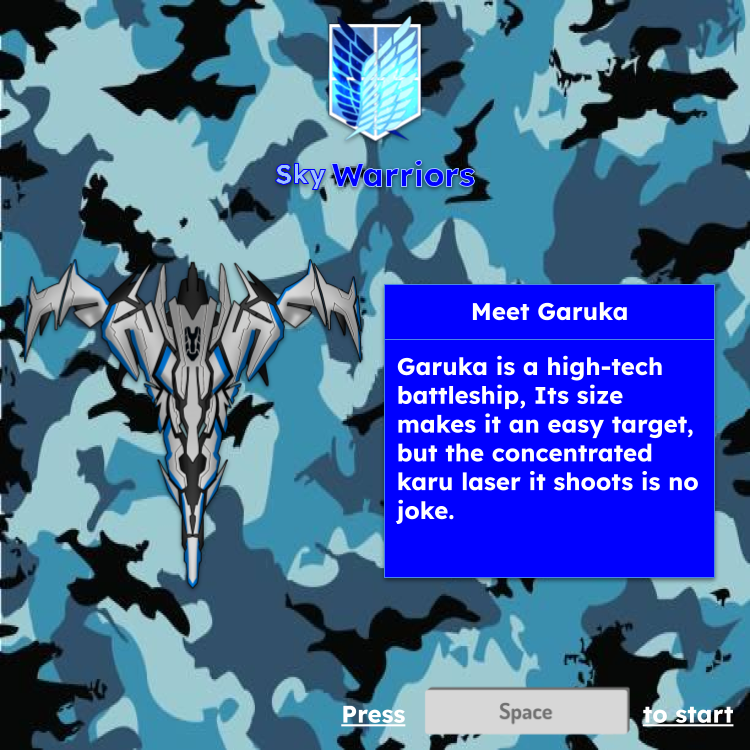 Sky Warriors
Meet Garuka
Garuka is a high-tech
battleship, Its size
makes it an easy target,
but the concentrated
karu laser it shoots is no
joke.
Press Space to start